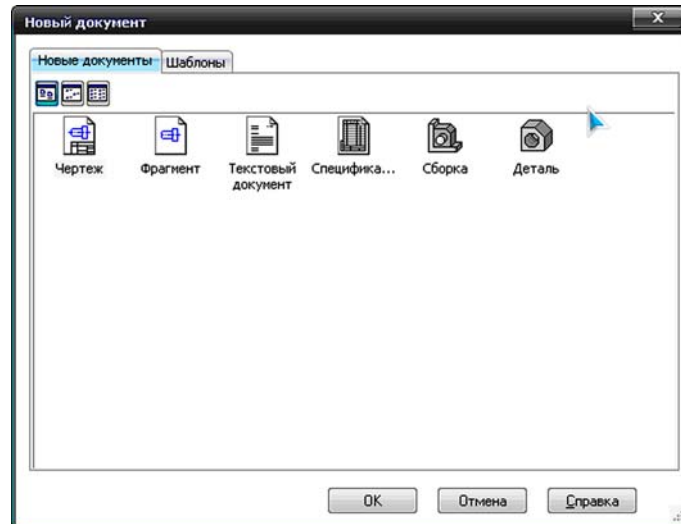 Новый документ
Новые документы Шаблоны
Чертеж Фрагмент Текстовый документ Специфика... Сборка Деталь
OK Отмена Справка